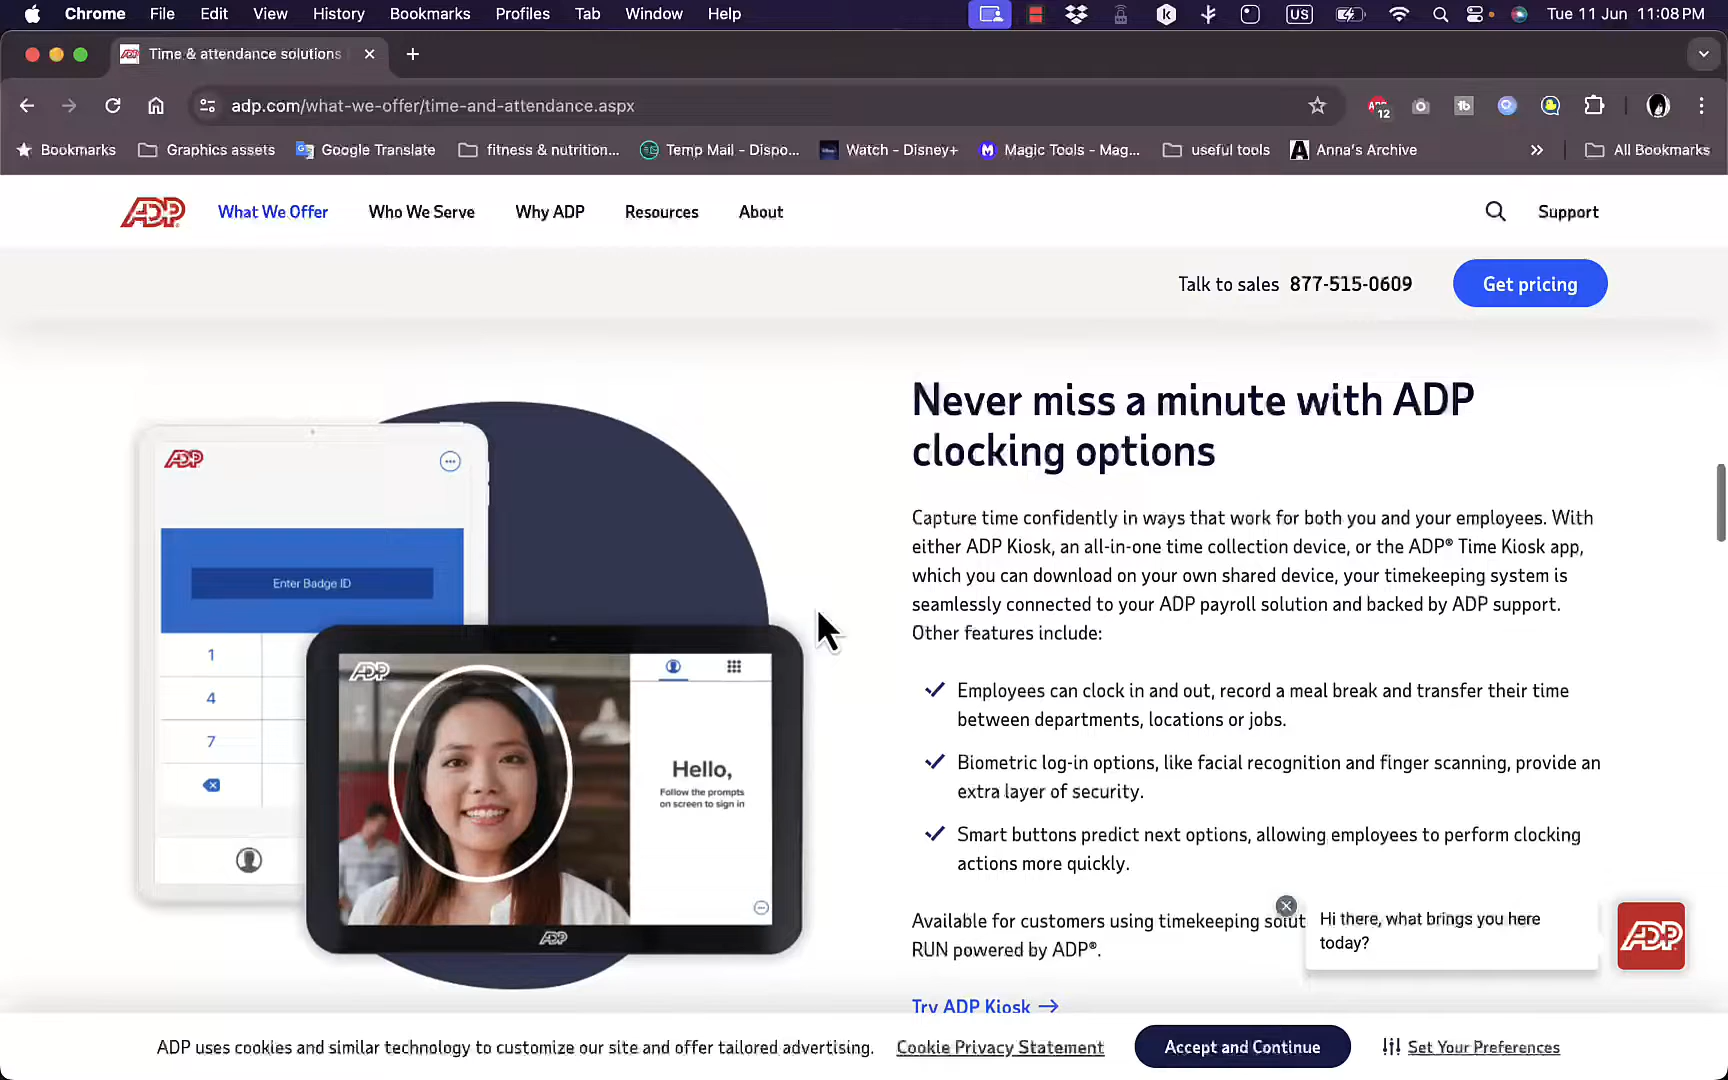 Chrome File Edit View History Bookmarks Profiles Tab Window Help US Tue 11 Jun 11:08 PM
Time & attendance solutions
adp.com/what-we-offer/time-and-attendance.aspx
12
Bookmarks Graphics assets Google Translate fitness & nutrition... Temp Mail - Dispo... Watch - Disney+ Magic Tools - Mag... useful tools Anna's Archive » All Bookmarks
ADP What We Offer Who We Serve Why ADP Resources About Support
Talk to sales 877-515-0609 Get pricing
Never miss a minute with ADP
clocking options
Capture time confidently in ways that work for both you and your employees. With
either ADP Kiosk, an all-in-one time collection device, or the ADP® Time Kiosk app,
which you can download on your own shared device, your timekeeping system is
seamlessly connected to your ADP payroll solution and backed by ADP support.
Other features include:
Employees can clock in and out, record a meal break and transfer their time
between departments, locations or jobs.
Biometric log-in options, like facial recognition and finger scanning, provide an
extra layer of security.
Smart buttons predict next options, allowing employees to perform clocking
actions more quickly.
Available for customers using timekeeping solut
RUN powered by ADP®.
Try ADP Kiosk
ADP
Enter Badge ID
1
4
7
ADP
Hello,
Follow the prompts
on screen to sign in
ADP
Hi there, what brings you here
today?
ADP
ADP uses cookies and similar technology to customize our site and offer tailored advertising. Cookie Privacy Statement Accept and Continue Set Your Preferences